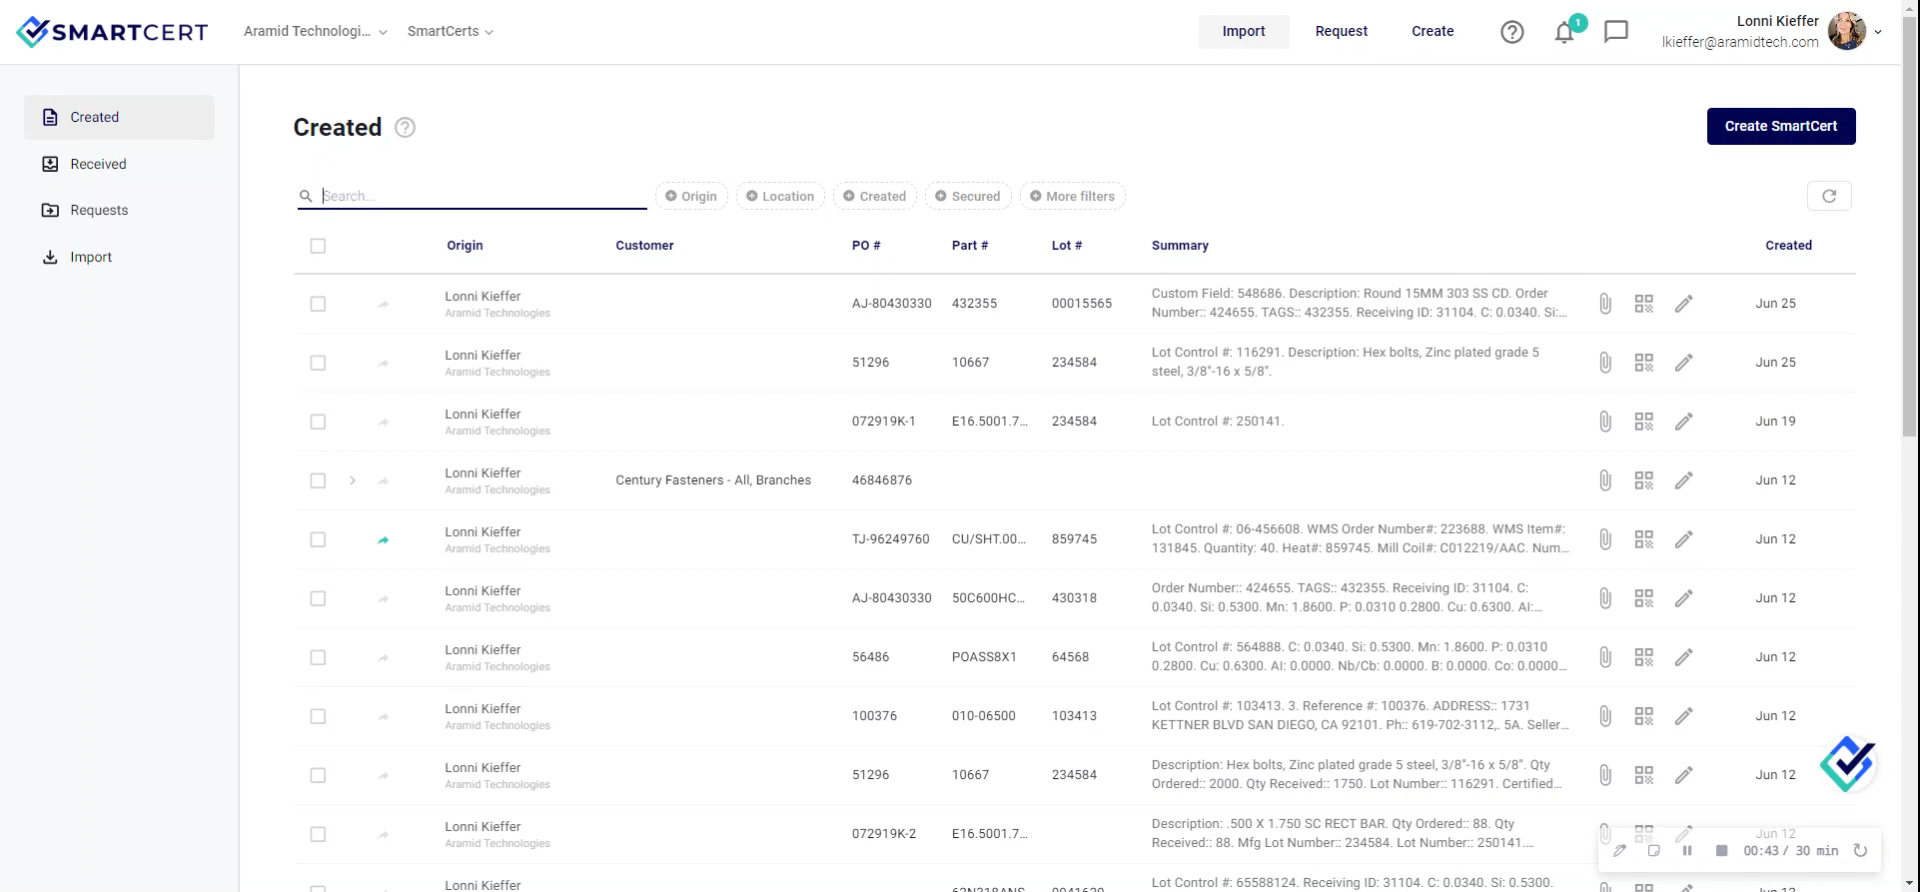 SMARTCERT
Aramid Technologi...
SmartCerts
Import
Request
Create
1
Lonni Kieffer
lkieffer@aramidtech.com
Created
Received
Requests
Import
Created
Create SmartCert
Search...
Origin
Location
Created
Secured
More filters
Origin Customer PO # Part # Lot # Summary Created
Lonni Kieffer
Aramid Technologies
AJ-80430330 432355 00015565
Custom Field: 548686. Description: Round 15MM 303 SS CD. Order
Number:: 424655. TAGS:: 432355. Receiving ID: 31104. C: 0.0340. Si:...
Jun 25
Lonni Kieffer
Aramid Technologies
51296 10667 234584
Lot Control #: 116291. Description: Hex bolts, Zinc plated grade 5
steel, 3/8"-16 x 5/8".
Jun 25
Lonni Kieffer
Aramid Technologies
072919K-1 E16.5001.7... 234584
Lot Control #: 250141.
Jun 19
Lonni Kieffer
Aramid Technologies
Century Fasteners - All, Branches
46846876
Jun 12
Lonni Kieffer
Aramid Technologies
TJ-96249760 CU/SHT.00... 859745
Lot Control #: 06-456608. WMS Order Number#: 223688. WMS Item#:
131845. Quantity: 40. Heat#: 859745. Mill Coil#: C012219/AAC. Num...
Jun 12
Lonni Kieffer
Aramid Technologies
AJ-80430330 50C600HC... 430318
Order Number:: 424655. TAGS:: 432355. Receiving ID: 31104. C:
0.0340. Si: 0.5300. Mn: 1.8600. P: 0.0310 0.2800. Cu: 0.6300. Al:...
Jun 12
Lonni Kieffer
Aramid Technologies
56486 POASS8X1 64568
Lot Control #: 564888. C: 0.0340. Si: 0.5300. Mn: 1.8600. P: 0.0310
0.2800. Cu: 0.6300. Al: 0.0000. Nb/Cb: 0.0000. B: 0.0000. Co: 0.0000...
Jun 12
Lonni Kieffer
Aramid Technologies
100376 010-06500 103413
Lot Control #: 103413. 3. Reference #: 100376. ADDRESS:: 1731
KETTNER BLVD SAN DIEGO, CA 92101. Ph:: 619-702-3112,. 5A. Seller...
Jun 12
Lonni Kieffer
Aramid Technologies
51296 10667 234584
Description: Hex bolts, Zinc plated grade 5 steel, 3/8"-16 x 5/8". Qty
Ordered:: 2000. Qty Received:: 1750. Lot Number:: 116291. Certified...
Jun 12
Lonni Kieffer
Aramid Technologies
072919K-2 E16.5001.7...
Description: .500 X 1.750 SC RECT BAR. Qty Ordered:: 88. Qty
Received:: 88. Mfg Lot Number:: 234584. Lot Number:: 250141....
Jun 12
00:43 / 30 min
Lonni Kieffer
Lot Control #: 65588124. Receiving ID: 31104. C: 0.0340. Si: 0.5300.